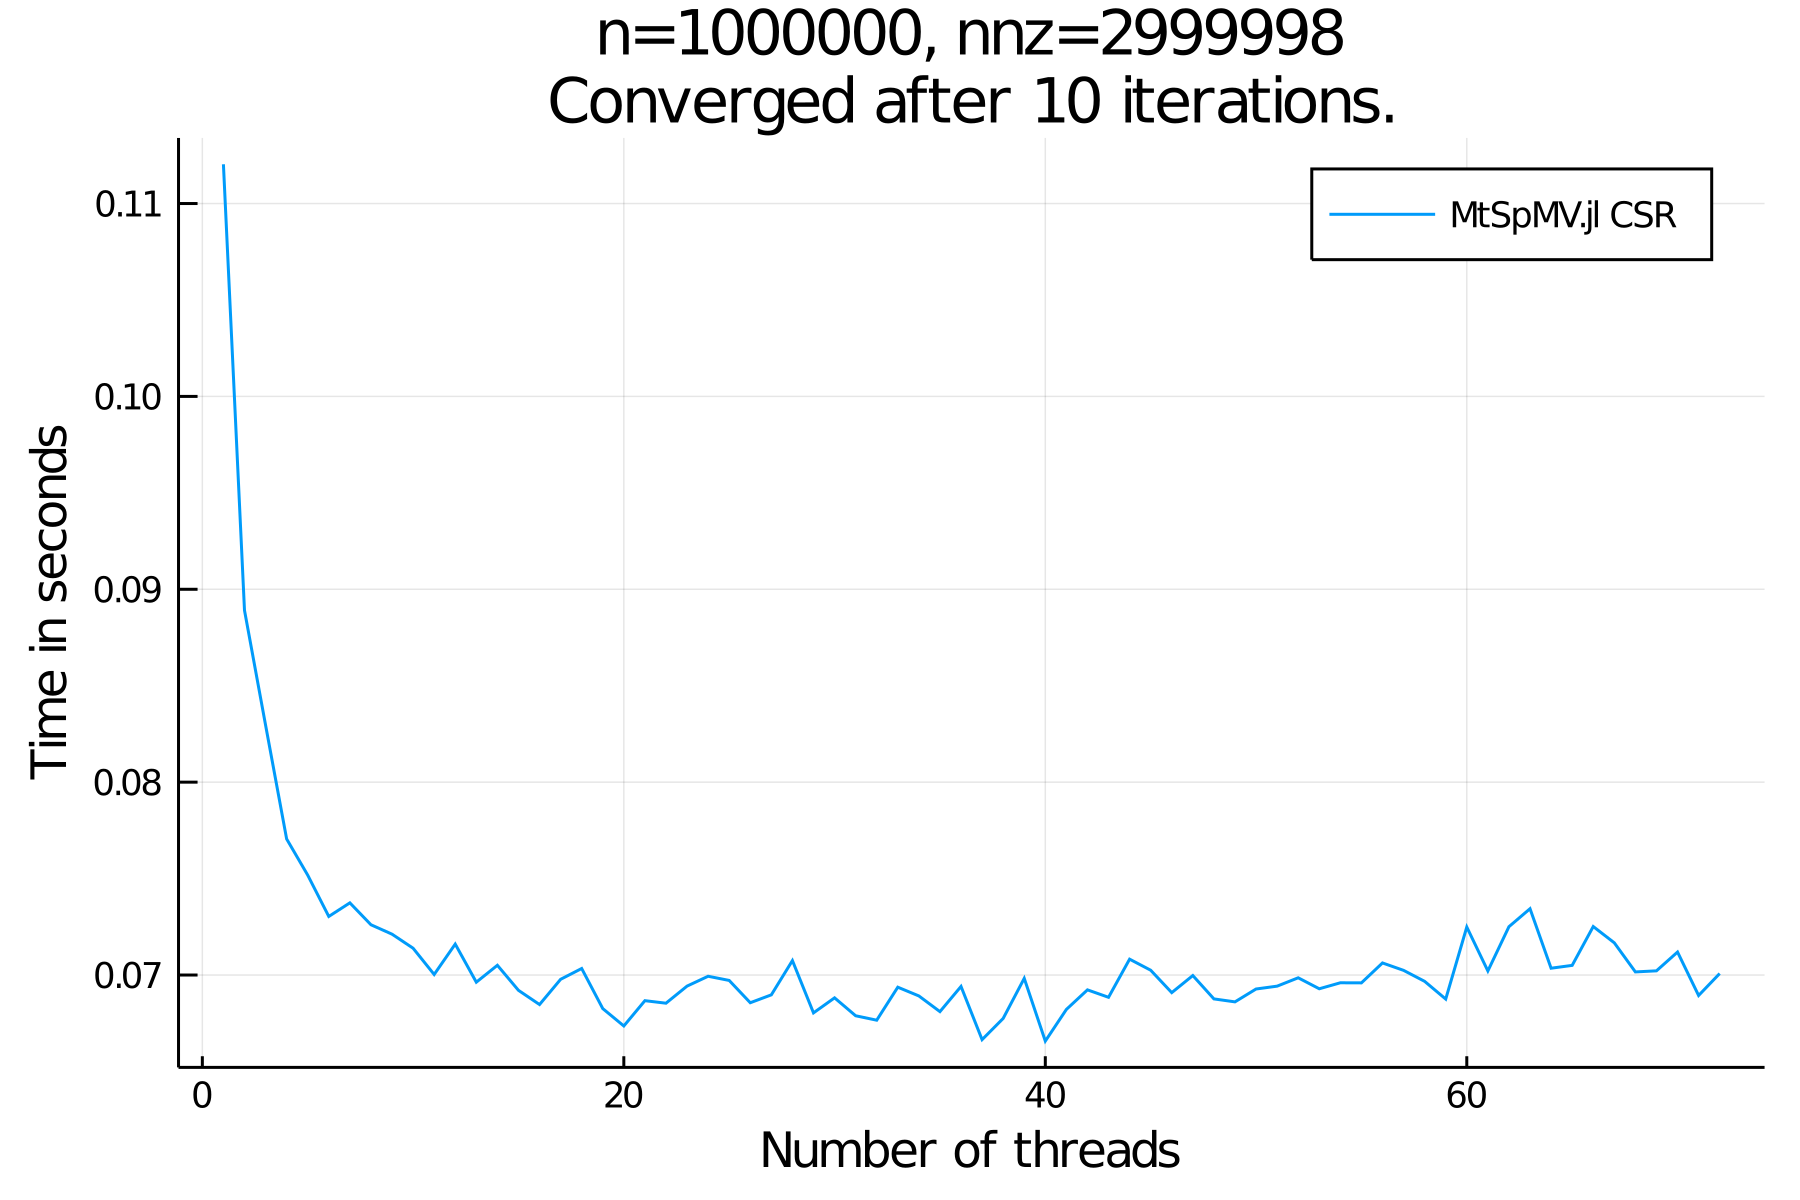 n=1000000, nnz=2999998
Converged after 10 iterations.
MtSpMV.jl CSR
0.11
0.10
0.09
0.08
0.07
Time in seconds
0 20 40 60
Number of threads